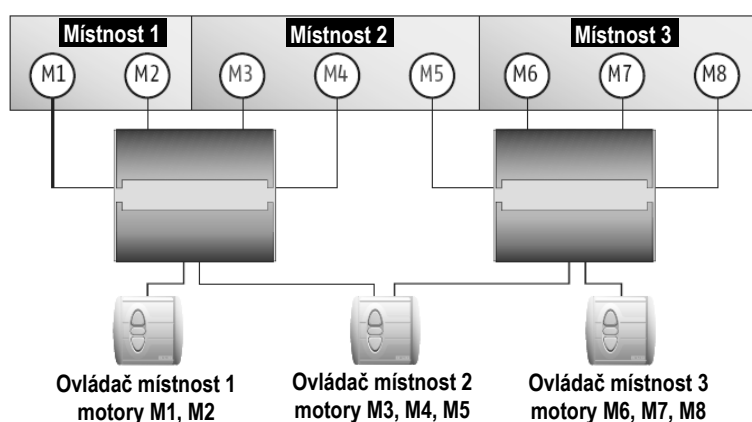 Místnost 1 Místnost 2 Místnost 3
M1 M2 M3 M4 M5 M6 M7 M8
Ovládač místnost 1
motory M1, M2
Ovládač místnost 2
motory M3, M4, M5
Ovládač místnost 3
motory M6, M7, M8